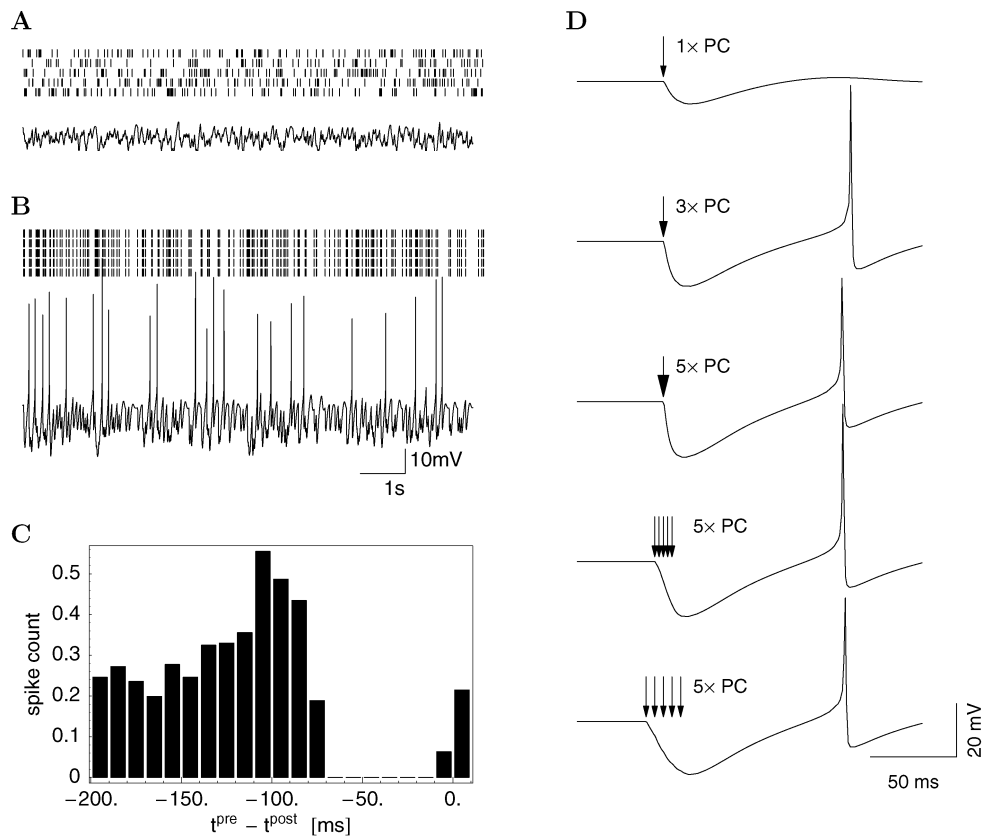 A
B
10mV
1s
C
0.5
0.4
0.3
0.2
0.1
0
spike count
−200. −150. −100. −50. 0.
t^pre − t^post [ms]
D
1× PC
3× PC
5× PC
5× PC
5× PC
20 mV
50 ms